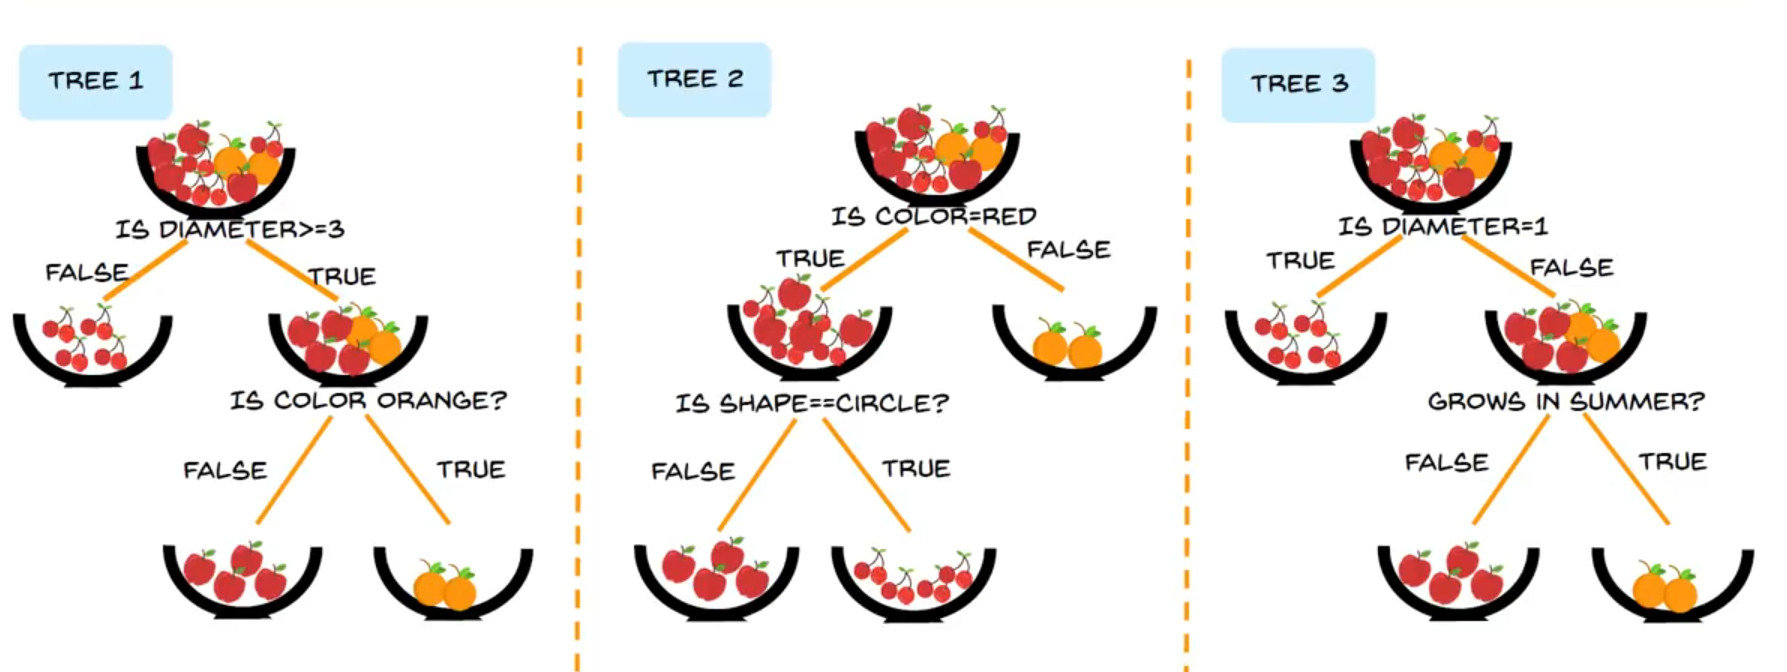 TREE 1
IS DIAMETER>=3
FALSE
TRUE
IS COLOR ORANGE?
FALSE
TRUE
TREE 2
IS COLOR=RED
TRUE
FALSE
IS SHAPE==CIRCLE?
FALSE
TRUE
TREE 3
IS DIAMETER=1
TRUE
FALSE
GROWS IN SUMMER?
FALSE
TRUE